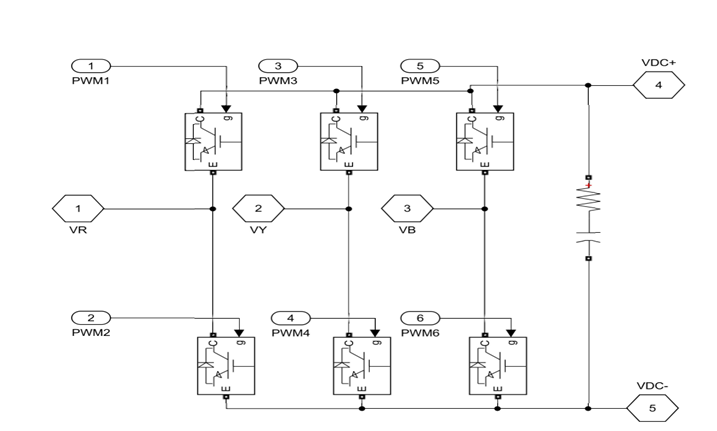 1 3 5 VDC+
PWM1 PWM3 PWM5 4
C g C g C g
E E E
+
1 2 3
VR VY VB
2 4 6
PWM2 PWM4 PWM6
C g C g C g
E E E
VDC-
5